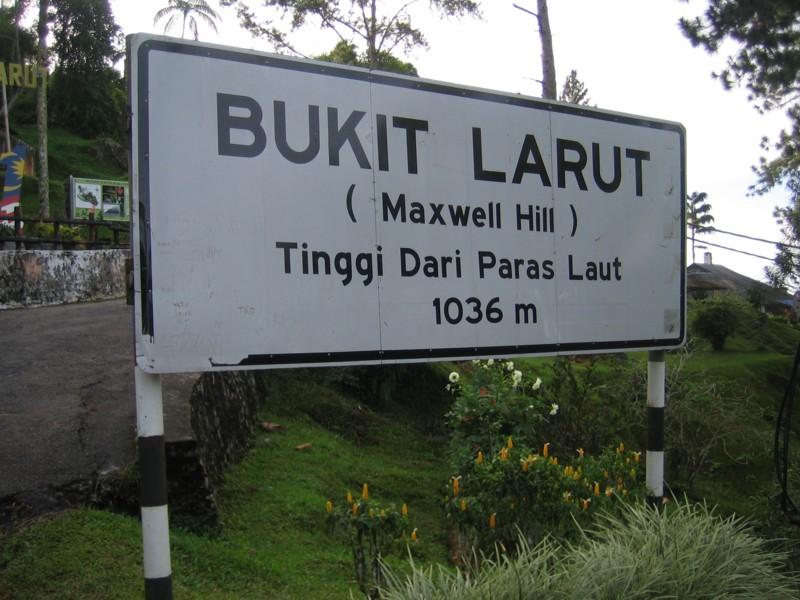 BUKIT LARUT
( Maxwell Hill )
Tinggi Dari Paras Laut
1036 m